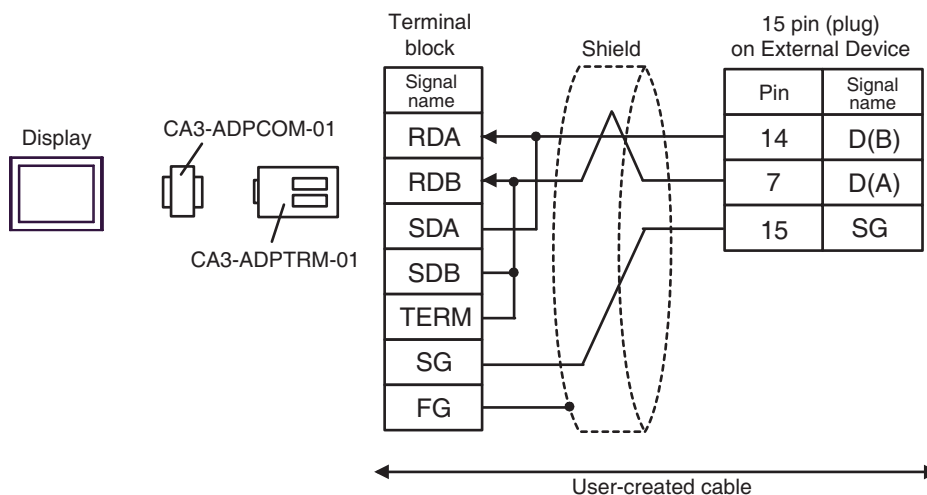 Terminal
block
Shield
15 pin (plug)
on External Device
Display
CA3-ADPCOM-01
CA3-ADPTRM-01
Signal
name
RDA
RDB
SDA
SDB
TERM
SG
FG
Pin
Signal
name
14
D(B)
7
D(A)
15
SG
User-created cable